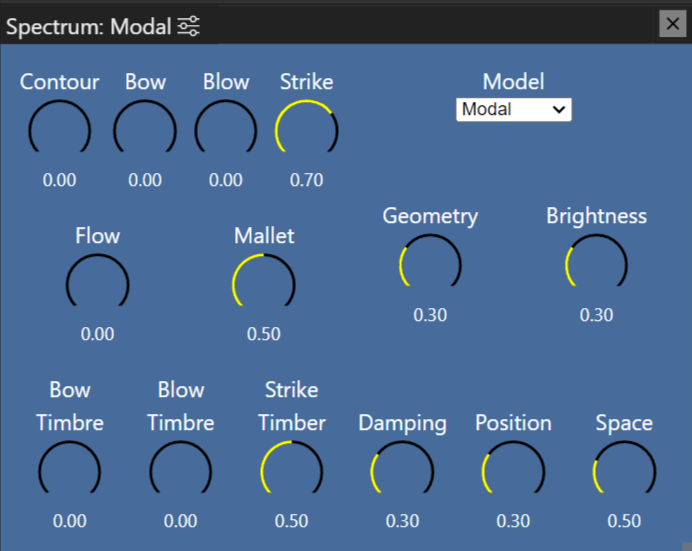 Spectrum: Modal
Contour Bow Blow Strike Model
Modal
0.00 0.00 0.00 0.70
Flow Mallet Geometry Brightness
0.30 0.30
0.00 0.50
Bow Blow Strike
Timbre Timbre Timber Damping Position Space
0.00 0.00 0.50 0.30 0.30 0.50